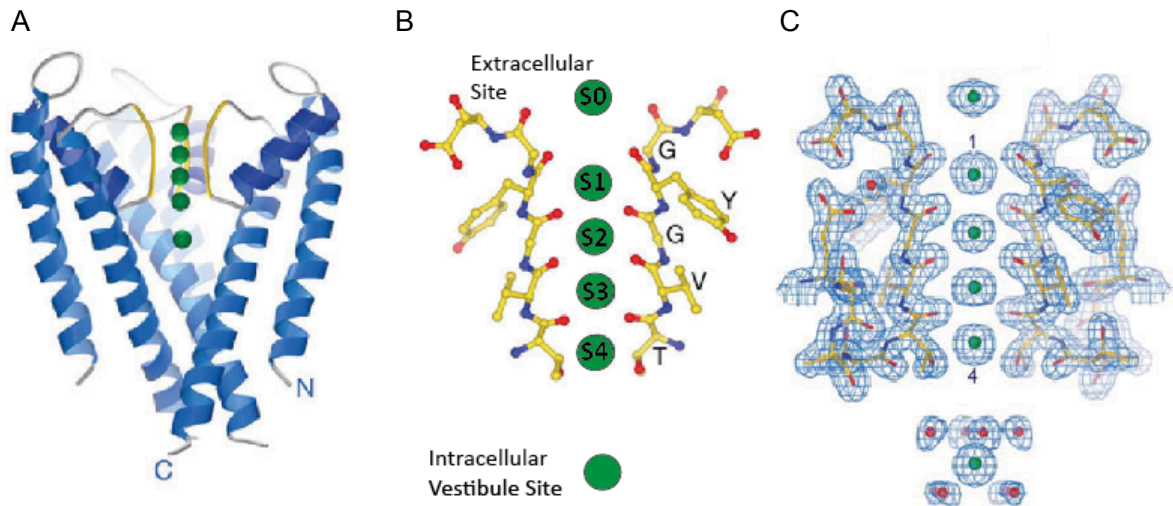 A
B
C
Extracellular
Site
S0
S1
S2
S3
S4
G
Y
G
V
T
Intracellular
Vestibule Site
N
C
1
4